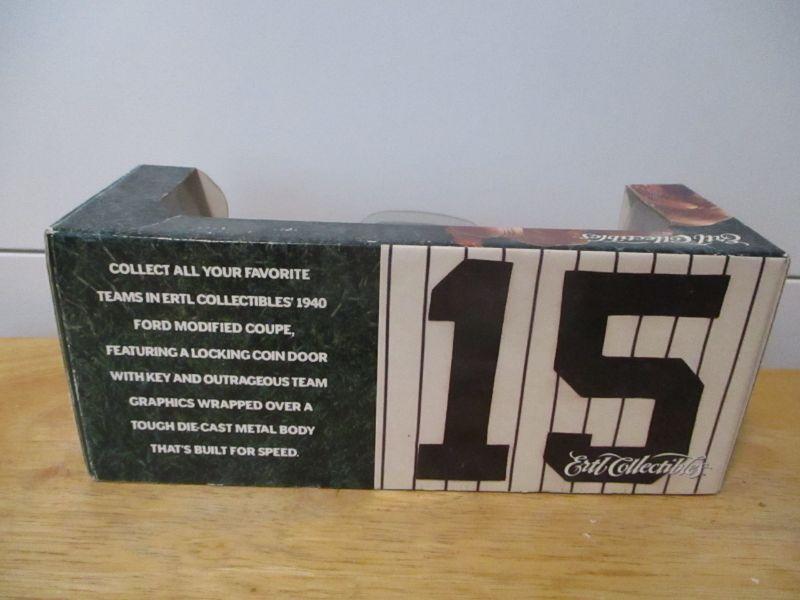 Ertl Collectibles
COLLECT ALL YOUR FAVORITE
TEAMS IN ERTL COLLECTIBLES' 1940
FORD MODIFIED COUPE,
FEATURING A LOCKING COIN DOOR
WITH KEY AND OUTRAGEOUS TEAM
GRAPHICS WRAPPED OVER A
TOUGH DIE-CAST METAL BODY
THAT'S BUILT FOR SPEED.
15
Ertl Collectibles